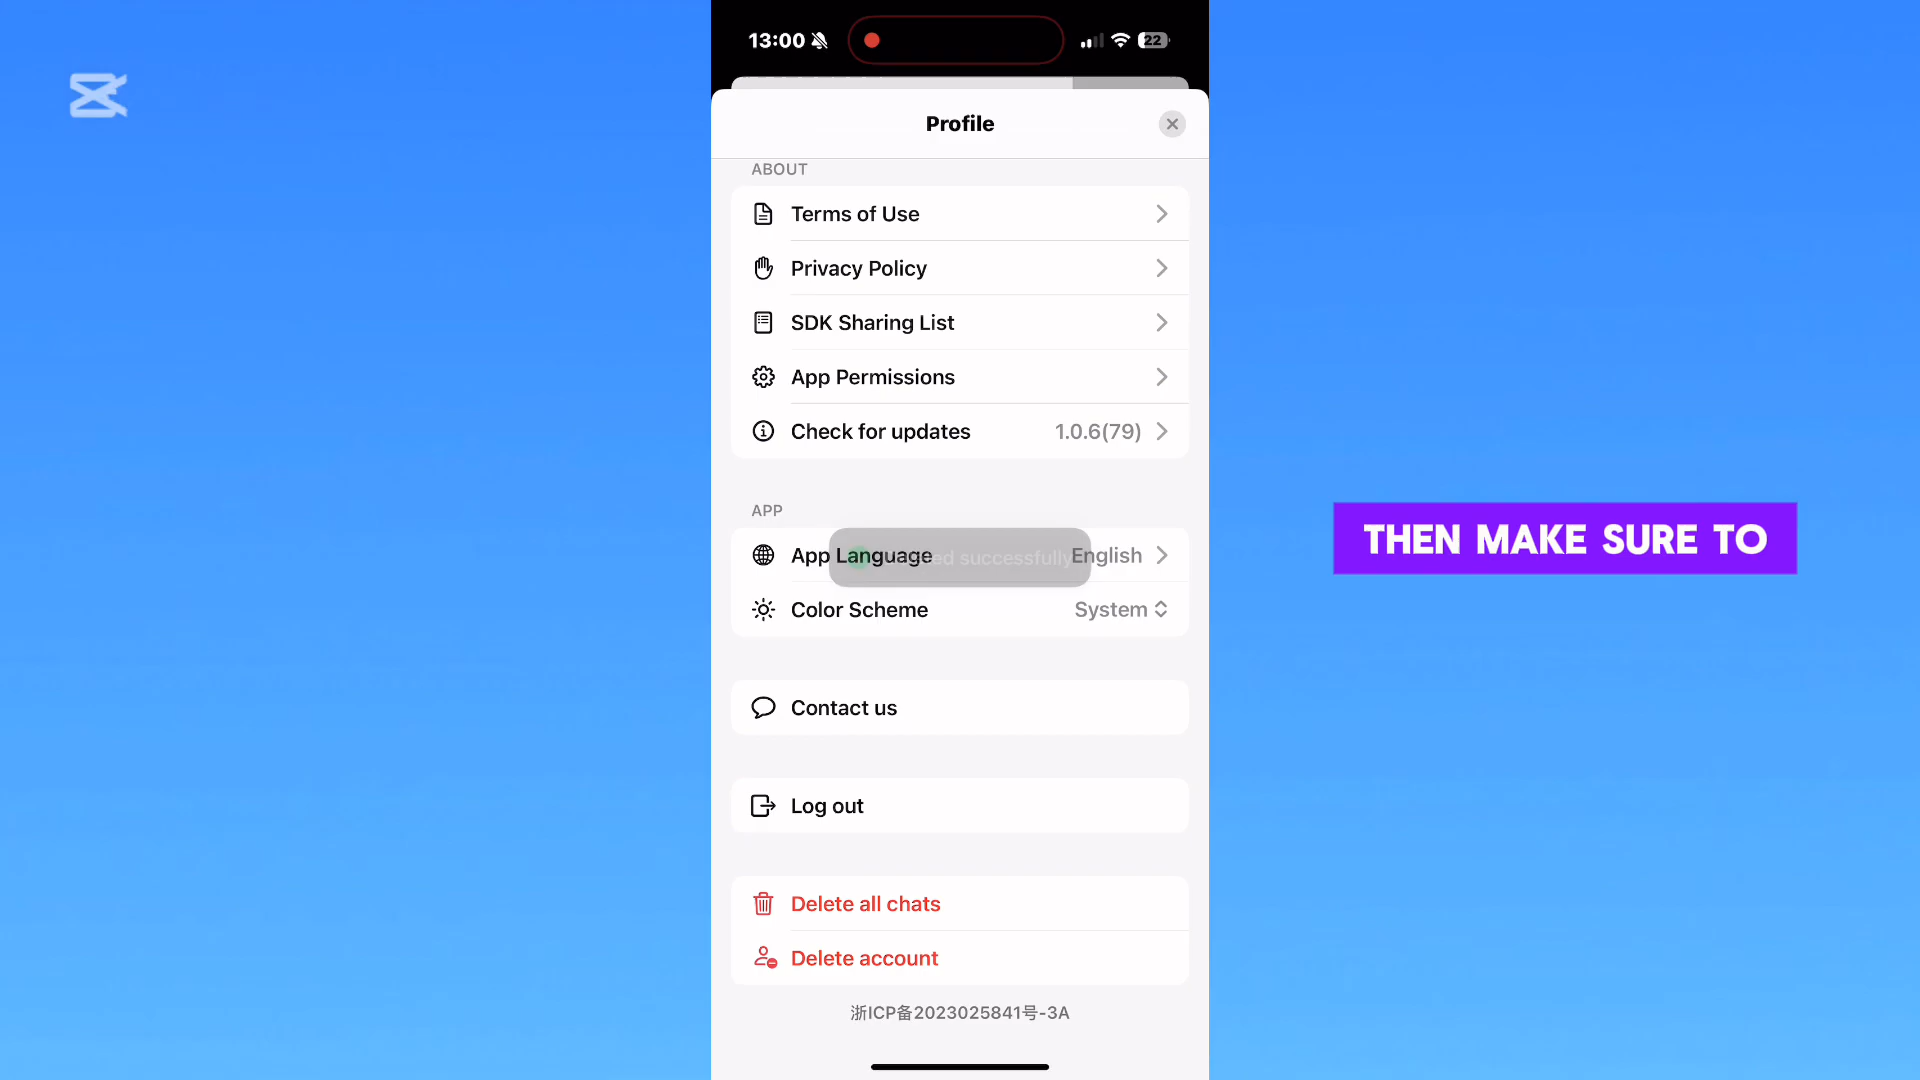 13:00
22
Profile
ABOUT
Terms of Use
Privacy Policy
SDK Sharing List
App Permissions
Check for updates 1.0.6(79)
APP
App Language English
successfully
Color Scheme System
THEN MAKE SURE TO
Contact us
Log out
Delete all chats
Delete account
浙ICP备2023025841号-3A